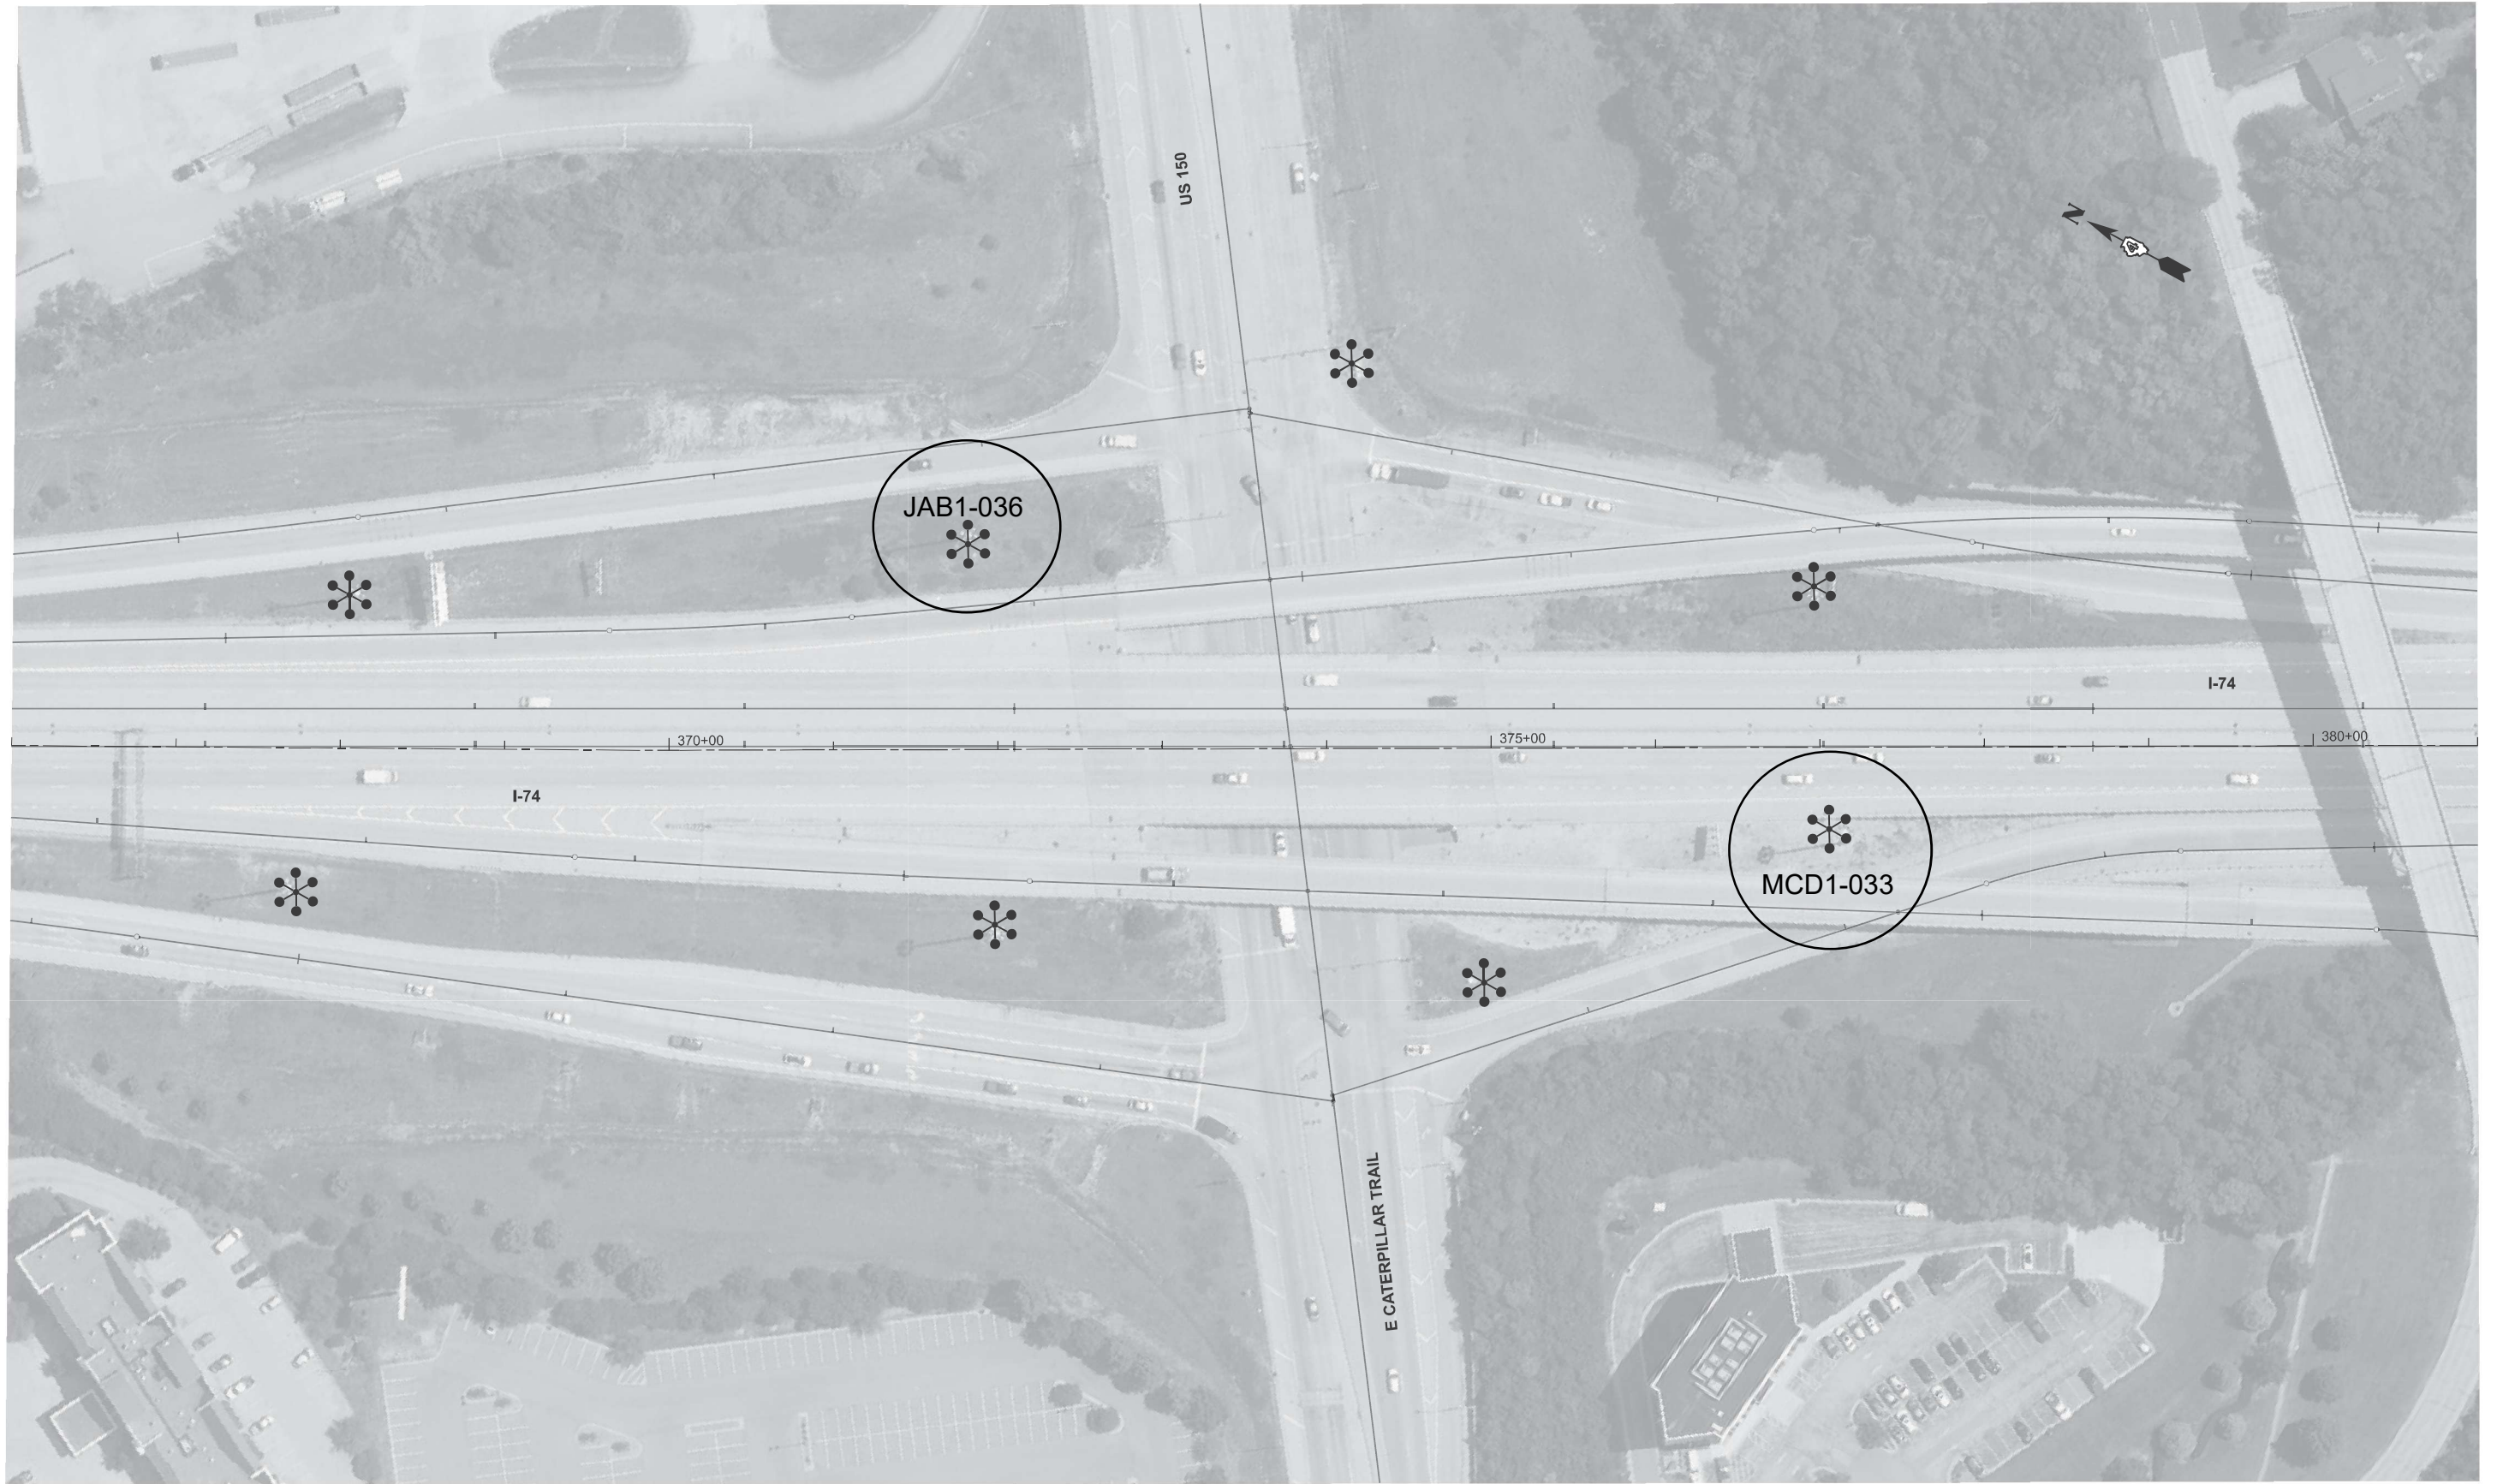 US 150
N
JAB1-036
I-74
370+00
375+00
380+00
I-74
MCD1-033
E CATERPILLAR TRAIL